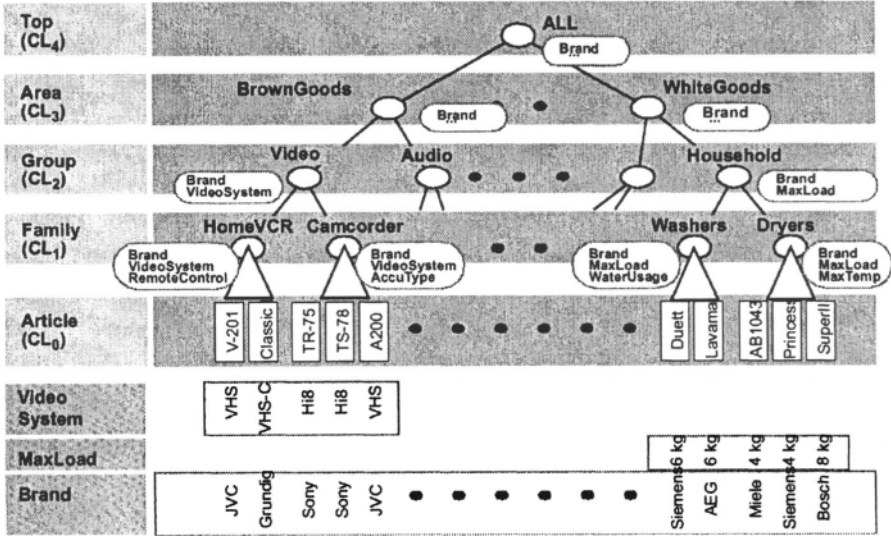 Top
(CL4)
ALL
Brand
...
Area
(CL3)
BrownGoods
Brand
...
WhiteGoods
Brand
...
Group
(CL2)
Video
Brand
VideoSystem
Audio
Household
Brand
MaxLoad
Family
(CL1)
HomeVCR
Brand
VideoSystem
RemoteControl
Camcorder
Brand
VideoSystem
AccuType
Washers
Brand
MaxLoad
WaterUsage
Dryers
Brand
MaxLoad
MaxTemp
Article
(CL0)
V-201
Classic
TR-75
TS-78
A200
Duett
Lavama
AB1043
Princess
SuperII
Video
System
VHS
VHS-C
Hi8
Hi8
VHS
MaxLoad
6 kg
6 kg
4 kg
4 kg
8 kg
Brand
JVC
Grundig
Sony
Sony
JVC
Siemens
AEG
Miele
Siemens
Bosch